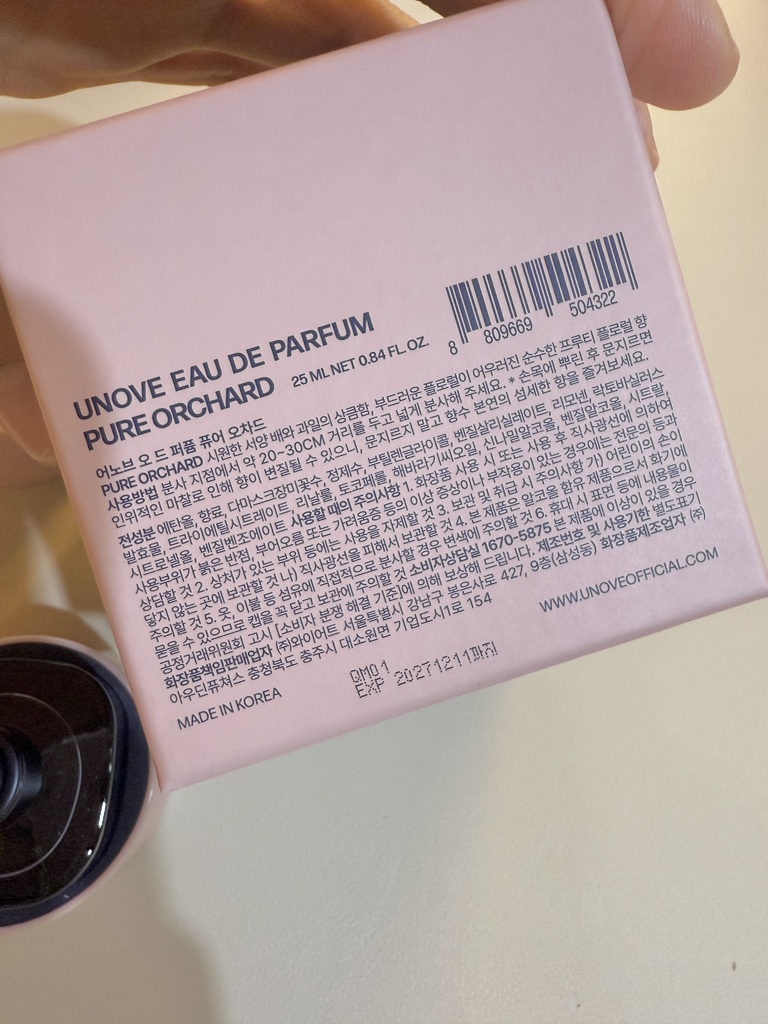 UNOVE EAU DE PARFUM
PURE ORCHARD 25 ML NET 0.84 FL. OZ.
8 809669 504322
어노브 오 드 퍼퓸 퓨어 오차드
PURE ORCHARD 시원한 서양 배와 과일의 상큼함, 부드러운 플로럴이 어우러진 순수한 프루티 플로럴 향
사용방법 분사 지점에서 약 20~30CM 거리를 두고 넓게 분사해 주세요. * 손목에 뿌린 후 문지르면
인위적인 마찰로 인해 향이 변질될 수 있으니, 문지르지 말고 향수 본연의 섬세한 향을 즐겨보세요.
전성분 에탄올, 향료, 다마스크장미꽃수, 정제수, 부틸렌글라이콜, 벤질살리실레이트, 리모넨, 락토바실러스
발효물, 트라이에틸시트레이트, 리날룰, 토코페롤, 해바라기씨오일, 신나밀알코올, 벤질알코올, 시트랄,
시트로넬올, 벤질벤조에이트 사용할 때의 주의사항 1. 화장품 사용 시 또는 사용 후 직사광선에 의하여
사용부위가 붉은 반점, 부어오름 또는 가려움증 등의 이상 증상이나 부작용이 있는 경우에는 전문의 등과
상담할 것 2. 상처가 있는 부위 등에는 사용을 자제할 것 3. 보관 및 취급 시 주의사항 가) 어린이의 손이
닿지 않는 곳에 보관할 것 나) 직사광선을 피해서 보관할 것 4. 본 제품은 알코올 함유 제품으로서 화기에
주의할 것 5. 옷, 이불 등 섬유에 직접적으로 분사할 경우 변색에 주의할 것 6. 휴대 시 표면 등에 내용물이
묻을 수 있으므로 캡을 꼭 닫고 보관에 주의할 것 소비자상담실 1670-5875 본 제품에 이상이 있을 경우
공정거래위원회 고시 [소비자 분쟁 해결 기준]에 의해 보상해 드립니다. 제조번호 및 사용기한 별도표기
화장품책임판매업자 ㈜와이어트 서울특별시 강남구 봉은사로 427, 9층(삼성동) 화장품제조업자 ㈜
아우딘퓨쳐스 충청북도 충주시 대소원면 기업도시1로 154
WWW.UNOVEOFFICIAL.COM
MADE IN KOREA
QM01
EXP 20271211까지